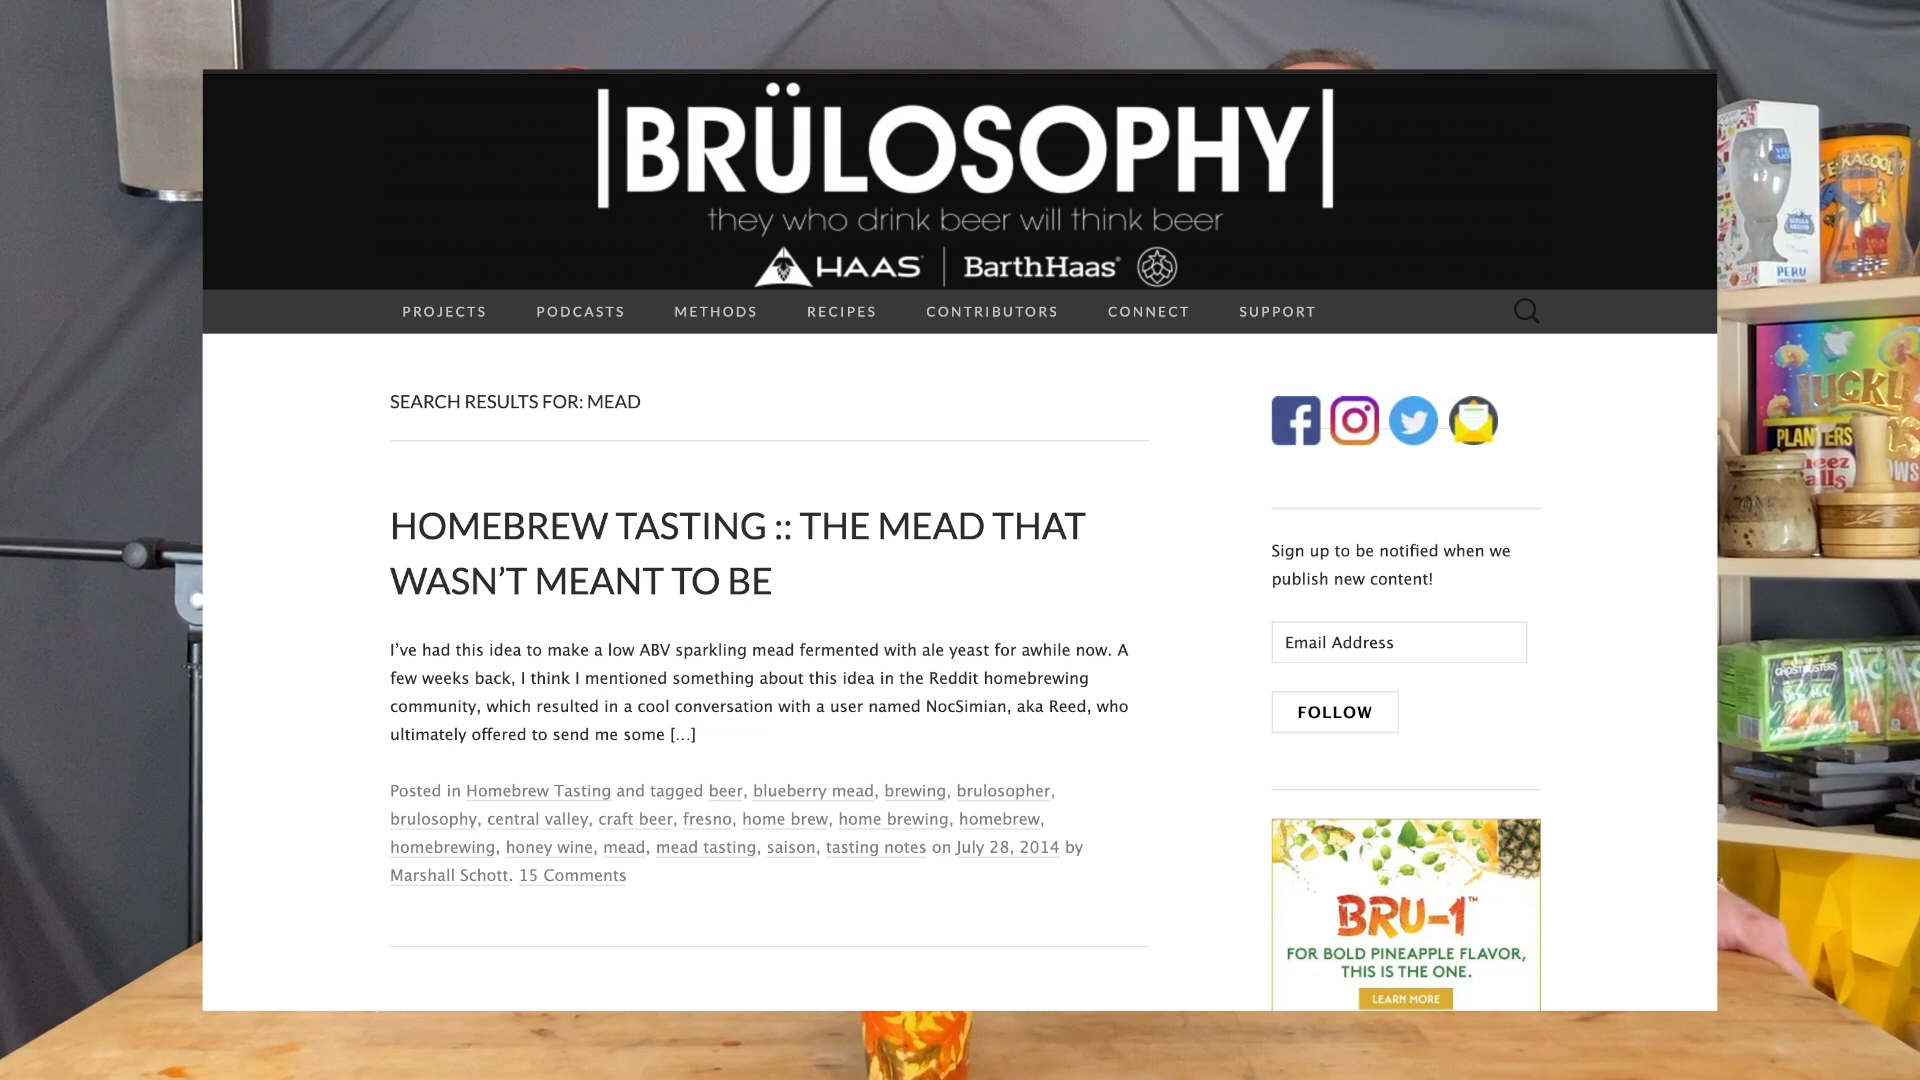 |BRÜLOSOPHY|
they who drink beer will think beer
HAAS | BarthHaas
PROJECTS PODCASTS METHODS RECIPES CONTRIBUTORS CONNECT SUPPORT
SEARCH RESULTS FOR: MEAD
HOMEBREW TASTING :: THE MEAD THAT
WASN'T MEANT TO BE
I've had this idea to make a low ABV sparkling mead fermented with ale yeast for awhile now. A
few weeks back, I think I mentioned something about this idea in the Reddit homebrewing
community, which resulted in a cool conversation with a user named NocSimian, aka Reed, who
ultimately offered to send me some […]
Posted in Homebrew Tasting and tagged beer, blueberry mead, brewing, brulosopher,
brulosophy, central valley, craft beer, fresno, home brew, home brewing, homebrew,
homebrewing, honey wine, mead, mead tasting, saison, tasting notes on July 28, 2014 by
Marshall Schott. 15 Comments
Sign up to be notified when we
publish new content!
Email Address
FOLLOW
BRU-1™
FOR BOLD PINEAPPLE FLAVOR,
THIS IS THE ONE.
LEARN MORE
PERU
PLANTERS
GHOSTBUSTERS